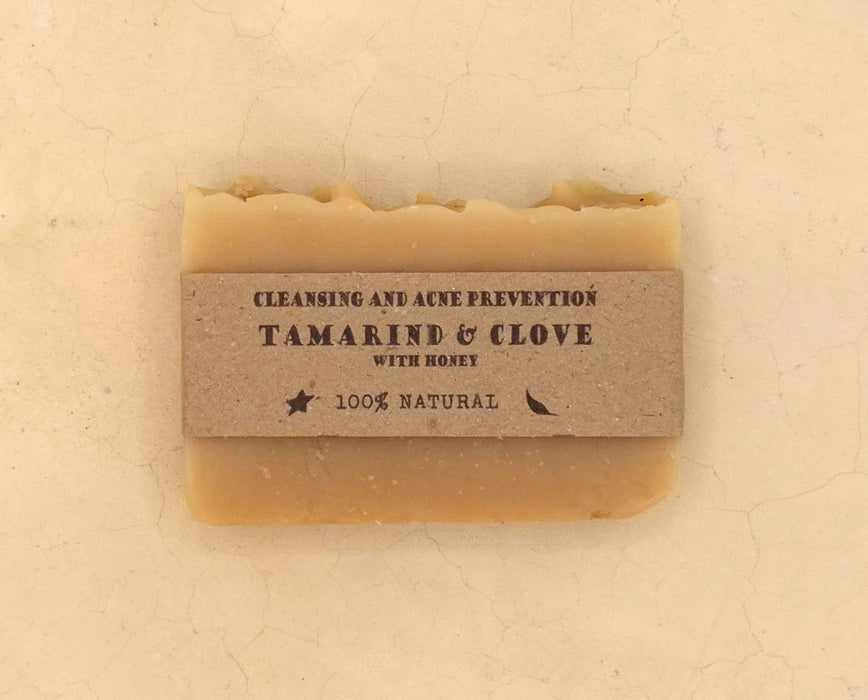 CLEANSING AND ACNE PREVENTION
TAMARIND & CLOVE
WITH HONEY
100% NATURAL